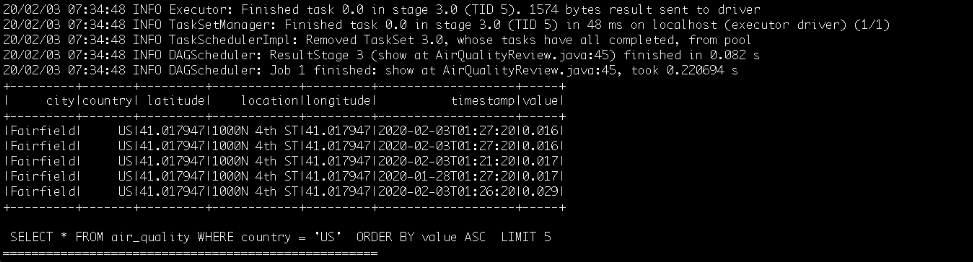 20/02/03 07:34:48 INFO Executor: Finished task 0.0 in stage 3.0 (TID 5). 1574 bytes result sent to driver
20/02/03 07:34:48 INFO TaskSetManager: Finished task 0.0 in stage 3.0 (TID 5) in 48 ms on localhost (executor driver) (1/1)
20/02/03 07:34:48 INFO TaskSchedulerImpl: Removed TaskSet 3.0, whose tasks have all completed, from pool
20/02/03 07:34:48 INFO DAGScheduler: ResultStage 3 (show at AirQualityReview.java:45) finished in 0.082 s
20/02/03 07:34:48 INFO DAGScheduler: Job 1 finished: show at AirQualityReview.java:45, took 0.220694 s
+---------+-------+---------+-----------+---------+-------------------+-----+
|     city|country| latitude|   location|longitude|          timestamp|value|
+---------+-------+---------+-----------+---------+-------------------+-----+
|Fairfield|     US|41.017947|1000N 4th ST|41.017947|2020-02-03T01:27:20|0.016|
|Fairfield|     US|41.017947|1000N 4th ST|41.017947|2020-02-03T01:27:20|0.016|
|Fairfield|     US|41.017947|1000N 4th ST|41.017947|2020-02-03T01:21:20|0.017|
|Fairfield|     US|41.017947|1000N 4th ST|41.017947|2020-01-28T01:27:20|0.017|
|Fairfield|     US|41.017947|1000N 4th ST|41.017947|2020-02-03T01:26:20|0.029|
+---------+-------+---------+-----------+---------+-------------------+-----+
SELECT * FROM air_quality WHERE country = 'US'  ORDER BY value ASC  LIMIT 5
======================================================